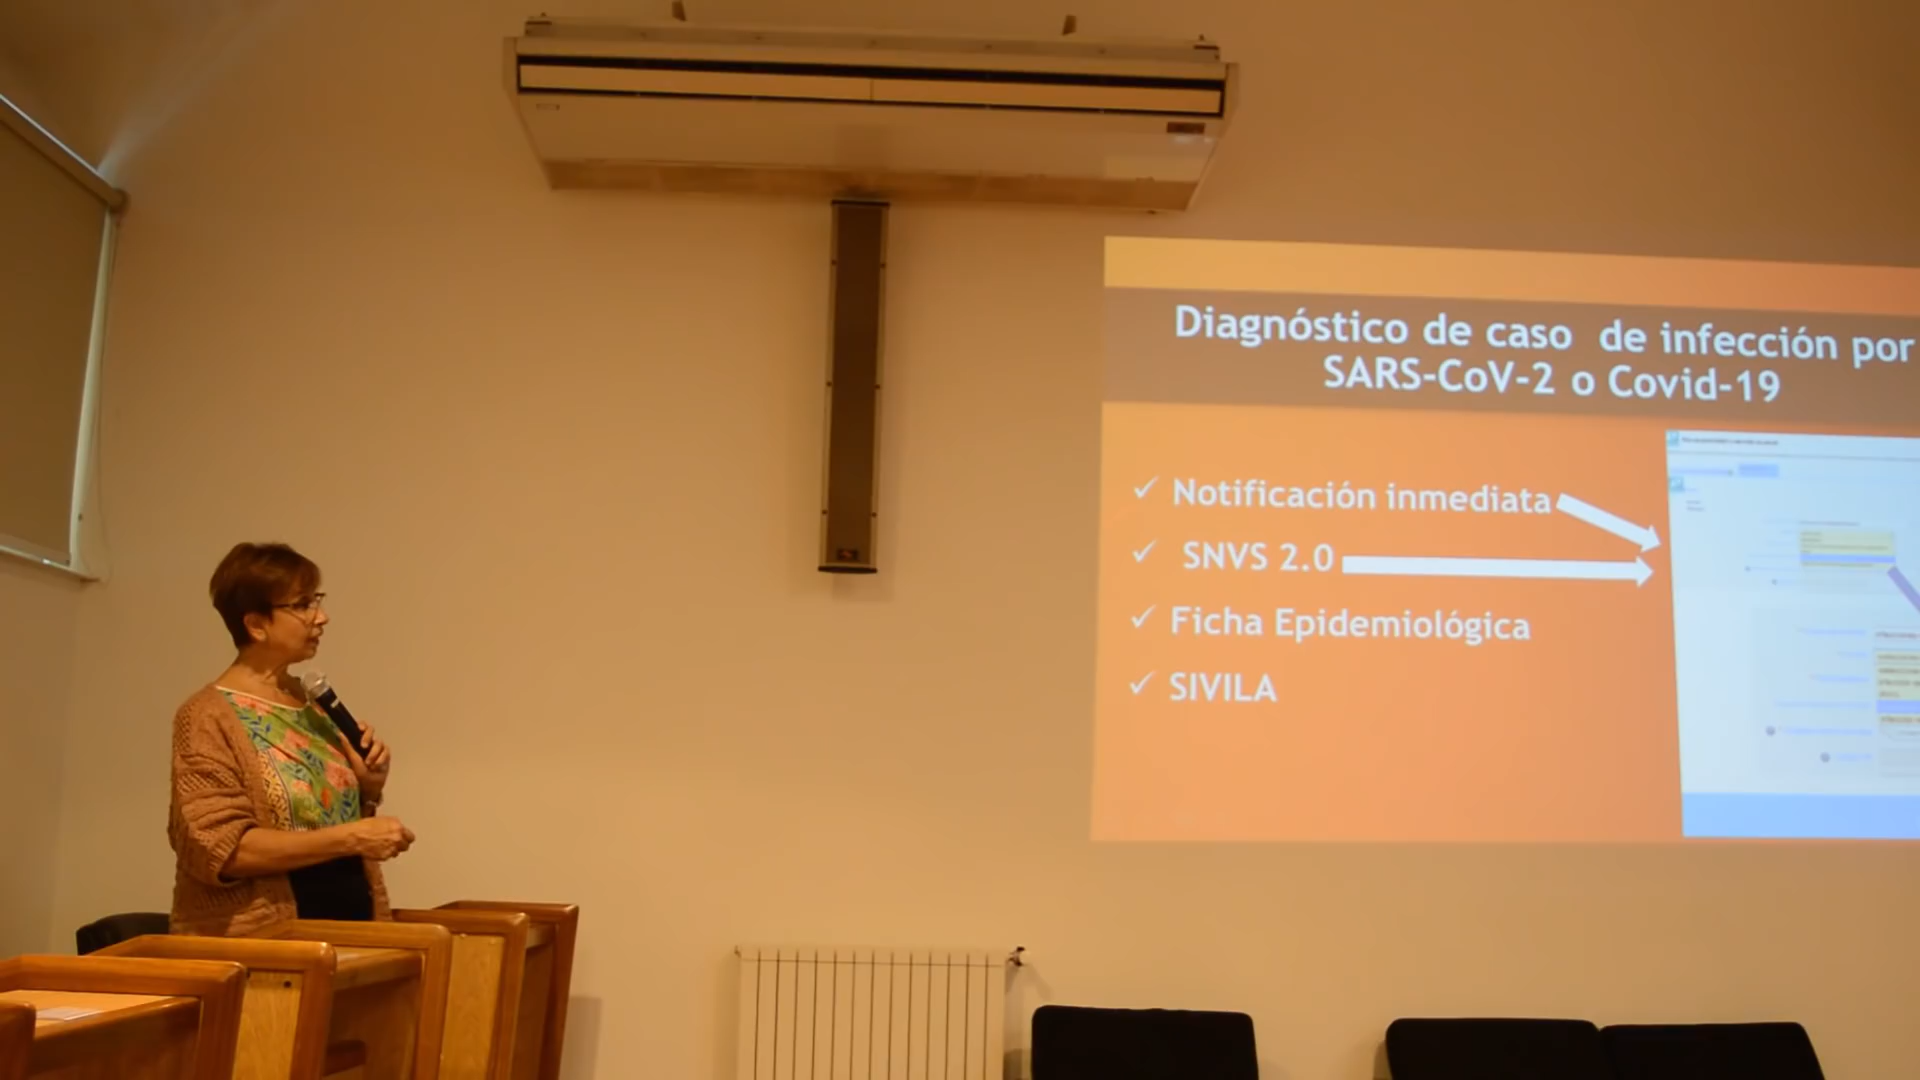 Diagnóstico de caso de infección por
SARS-CoV-2 o Covid-19
✓ Notificación inmediata
✓ SNVS 2.0
✓ Ficha Epidemiológica
✓ SIVILA